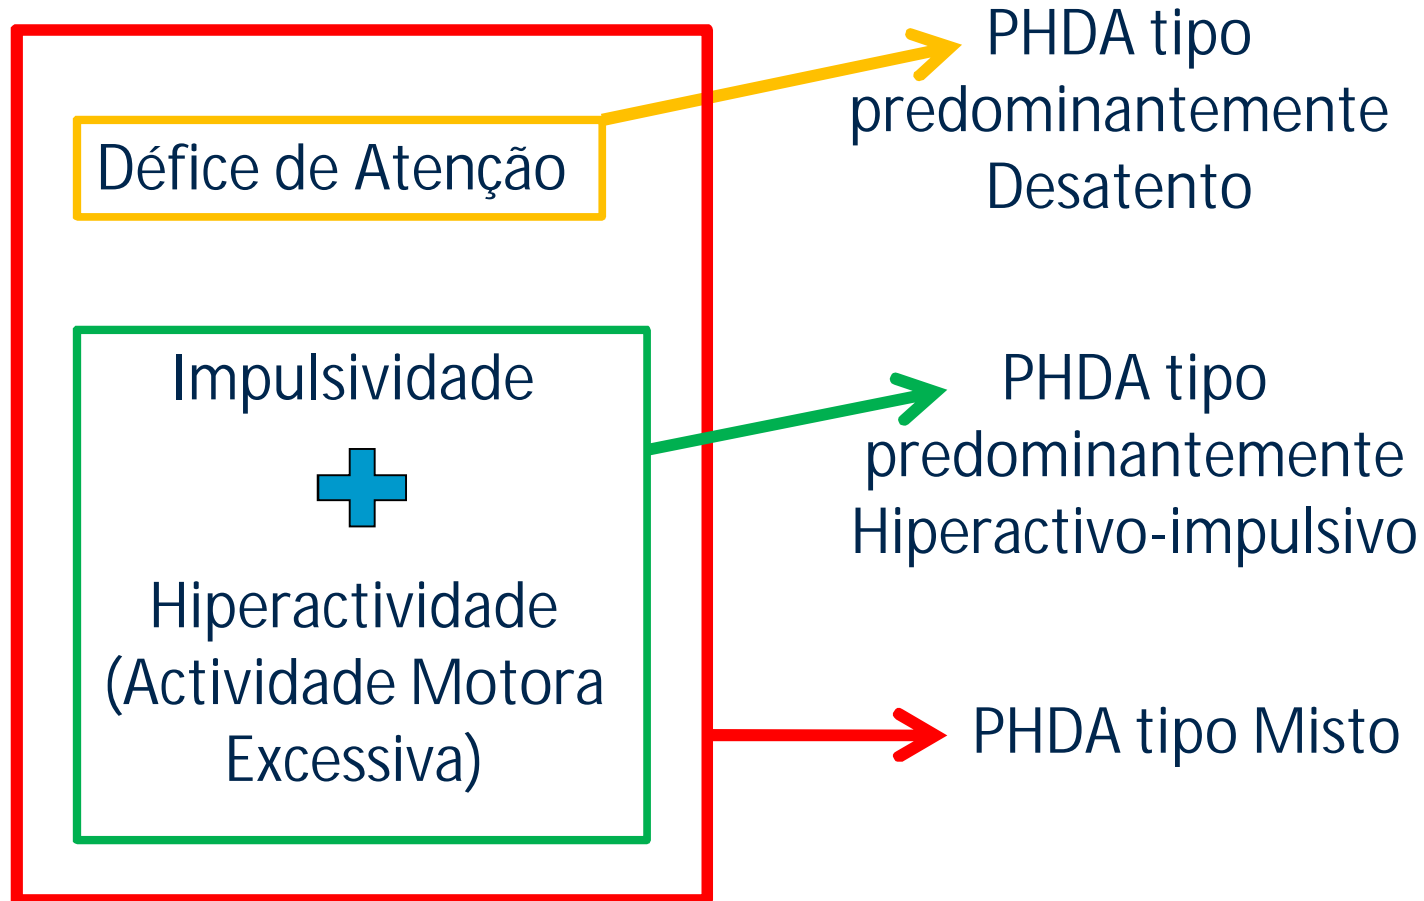 Défice de Atenção
Impulsividade
Hiperactividade
(Actividade Motora
Excessiva)
PHDA tipo
predominantemente
Desatento
PHDA tipo
predominantemente
Hiperactivo-impulsivo
PHDA tipo Misto